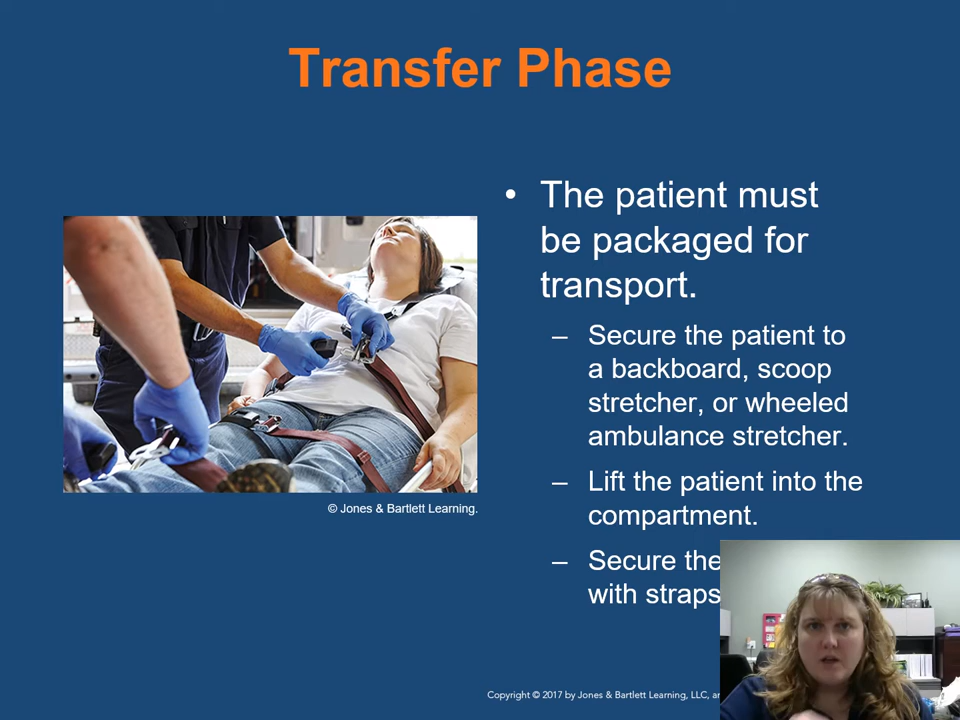 Transfer Phase
• The patient must
be packaged for
transport.
– Secure the patient to
a backboard, scoop
stretcher, or wheeled
ambulance stretcher.
– Lift the patient into the
compartment.
– Secure the
with straps
© Jones & Bartlett Learning.
Copyright © 2017 by Jones & Bartlett Learning, LLC,